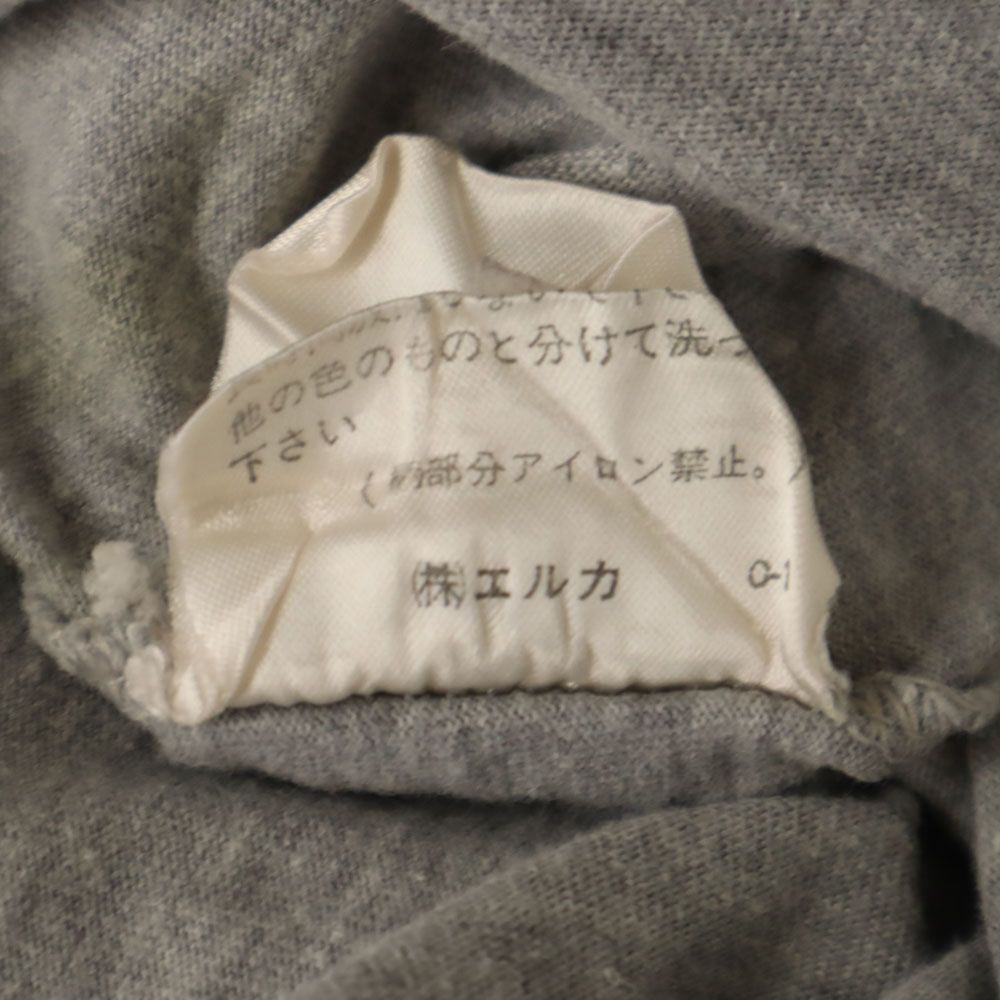 他の色のものと分けて洗っ
下さい
(柄部分アイロン禁止。)
㈱エルカ